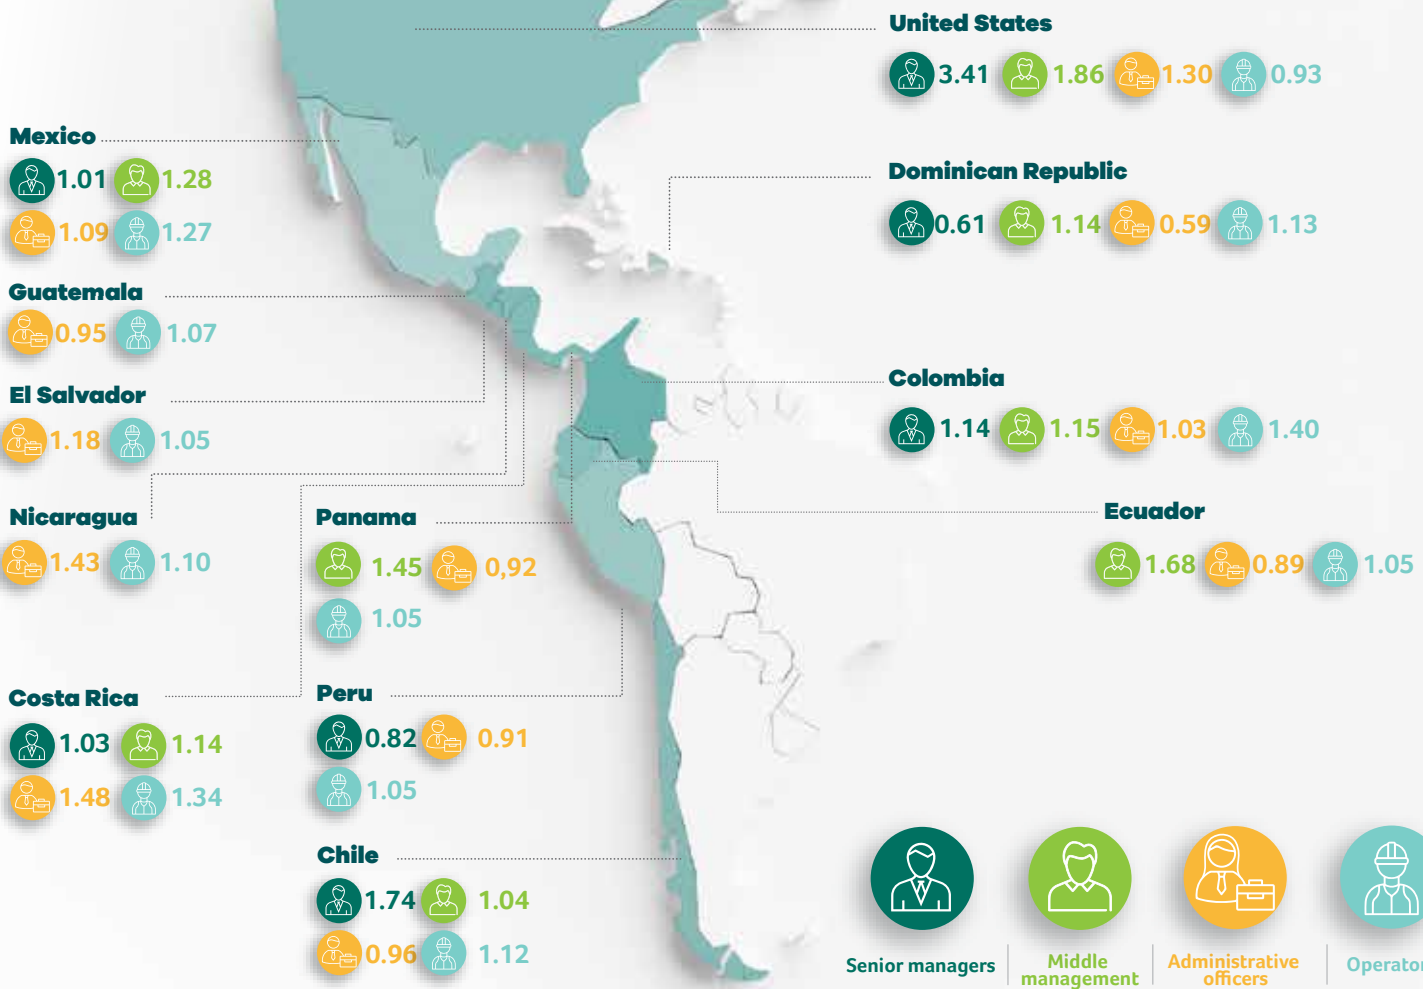 United States
3.41 1.86 1.30 0.93
Mexico
1.01 1.28
1.09 1.27
Dominican Republic
0.61 1.14 0.59 1.13
Guatemala
0.95 1.07
El Salvador
1.18 1.05
Colombia
1.14 1.15 1.03 1.40
Nicaragua
1.43 1.10
Panama
1.45 0,92
1.05
Ecuador
1.68 0.89 1.05
Costa Rica
1.03 1.14
1.48 1.34
Peru
0.82 0.91
1.05
Chile
1.74 1.04
0.96 1.12
Senior managers
Middle
management
Administrative
officers